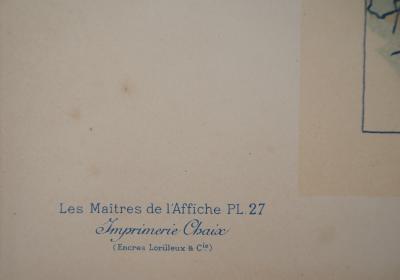 Les Maîtres de l'Affiche PL. 27
Imprimerie Chaix
(Encres Lorilleux & Cie)